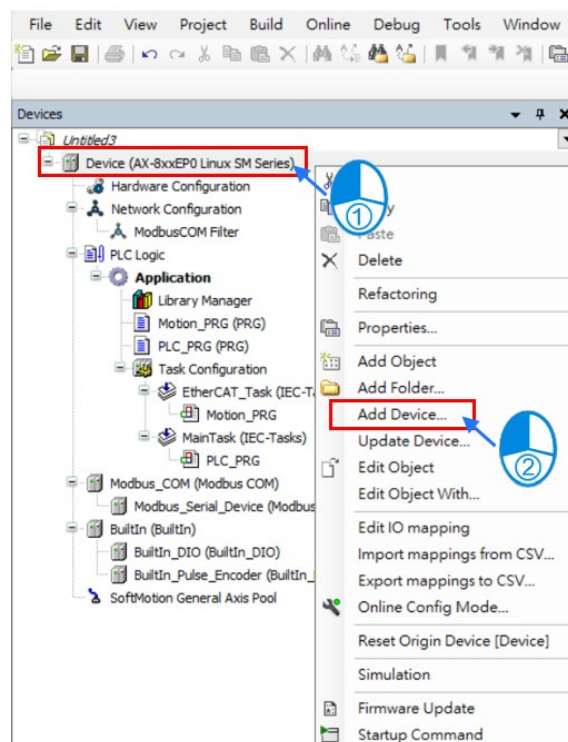 File Edit View Project Build Online Debug Tools Window
Devices
Untitled3
Device (AX-8xxEP0 Linux SM Series)
Hardware Configuration
Network Configuration
ModbusCOM Filter
PLC Logic
Application
Library Manager
Motion_PRG (PRG)
PLC_PRG (PRG)
Task Configuration
EtherCAT_Task (IEC-T
Motion_PRG
MainTask (IEC-Tasks)
PLC_PRG
Modbus_COM (Modbus COM)
Modbus_Serial_Device (Modbus
BuiltIn (BuiltIn)
BuiltIn_DIO (BuiltIn_DIO)
BuiltIn_Pulse_Encoder (BuiltIn_
SoftMotion General Axis Pool
①
Paste
Delete
Refactoring
Properties...
Add Object
Add Folder...
Add Device...
Update Device...
②
Edit Object
Edit Object With...
Edit IO mapping
Import mappings from CSV...
Export mappings to CSV...
Online Config Mode...
Reset Origin Device [Device]
Simulation
Firmware Update
Startup Command